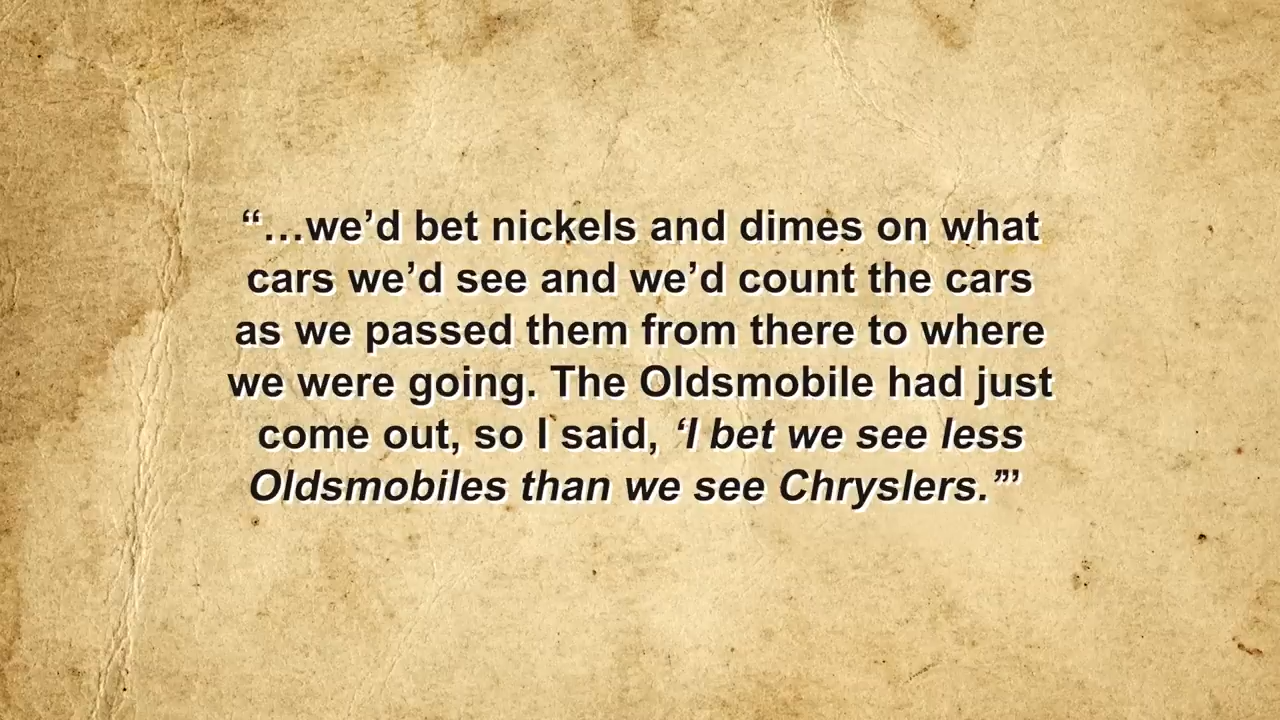 “…we’d bet nickels and dimes on what
cars we’d see and we’d count the cars
as we passed them from there to where
we were going. The Oldsmobile had just
come out, so I said, ‘I bet we see less
Oldsmobiles than we see Chryslers.’”